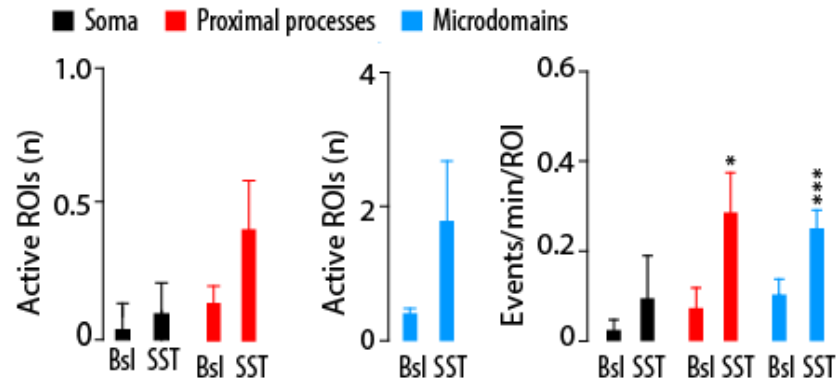 Soma Proximal processes Microdomains
Active ROIs (n)
1.0
0.5
0
Bsl SST Bsl SST
Active ROIs (n)
4
2
0
Bsl SST
Events/min/ROI
0.6
0.4
0.2
0
*
***
Bsl SST Bsl SST Bsl SST